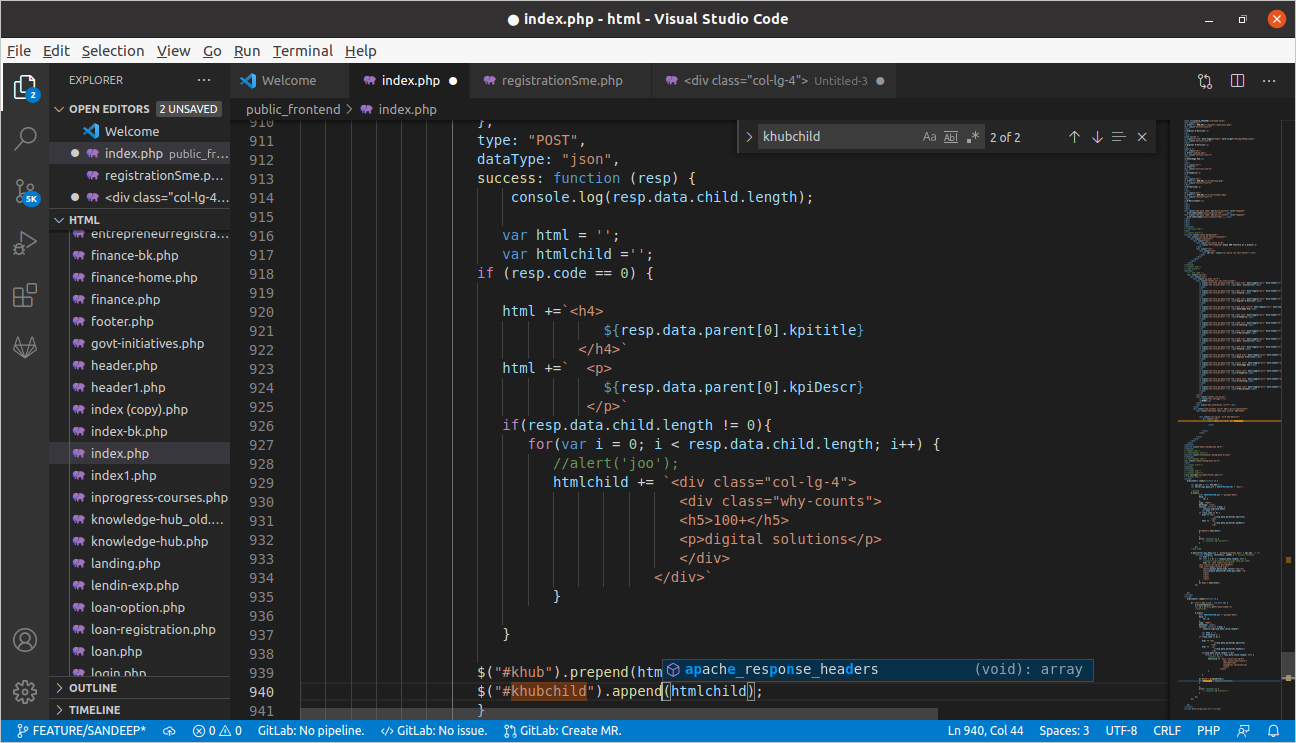 ● index.php - html - Visual Studio Code
File Edit Selection View Go Run Terminal Help
EXPLORER ···
Welcome
index.php ●
registrationSme.php
<div class="col-lg-4"> Untitled-3 ●
2
OPEN EDITORS 2 UNSAVED
Welcome
● index.php public_fr...
registrationSme.p...
● <div class="col-lg-4...
5K
HTML
entrepreneurregistra...
finance-bk.php
finance-home.php
finance.php
footer.php
govt-initiatives.php
header.php
header1.php
index (copy).php
index-bk.php
index.php
index1.php
inprogress-courses.php
knowledge-hub_old....
knowledge-hub.php
landing.php
lendin-exp.php
loan-option.php
loan-registration.php
loan.php
login.php
OUTLINE
TIMELINE
public_frontend > index.php
khubchild Aa Abl .* 2 of 2
910 },
911 type: "POST",
912 dataType: "json",
913 success: function (resp) {
914 console.log(resp.data.child.length);
915
916 var html = '';
917 var htmlchild ='';
918 if (resp.code == 0) {
919
920 html +=`<h4>
921 ${resp.data.parent[0].kpititle}
922 </h4>`
923 html +=` <p>
924 ${resp.data.parent[0].kpiDescr}
925 </p>`
926 if(resp.data.child.length != 0){
927 for(var i = 0; i < resp.data.child.length; i++) {
928 //alert('joo');
929 htmlchild += `<div class="col-lg-4">
930 <div class="why-counts">
931 <h5>100+</h5>
932 <p>digital solutions</p>
933 </div>
934 </div>`
935 }
936
937 }
938
939 $("#khub").prepend(htm
apache_response_headers (void): array
940 $("#khubchild").append(htmlchild);
941 }
FEATURE/SANDEEP* 0 0 GitLab: No pipeline. GitLab: No issue. GitLab: Create MR. Ln 940, Col 44 Spaces: 3 UTF-8 CRLF PHP